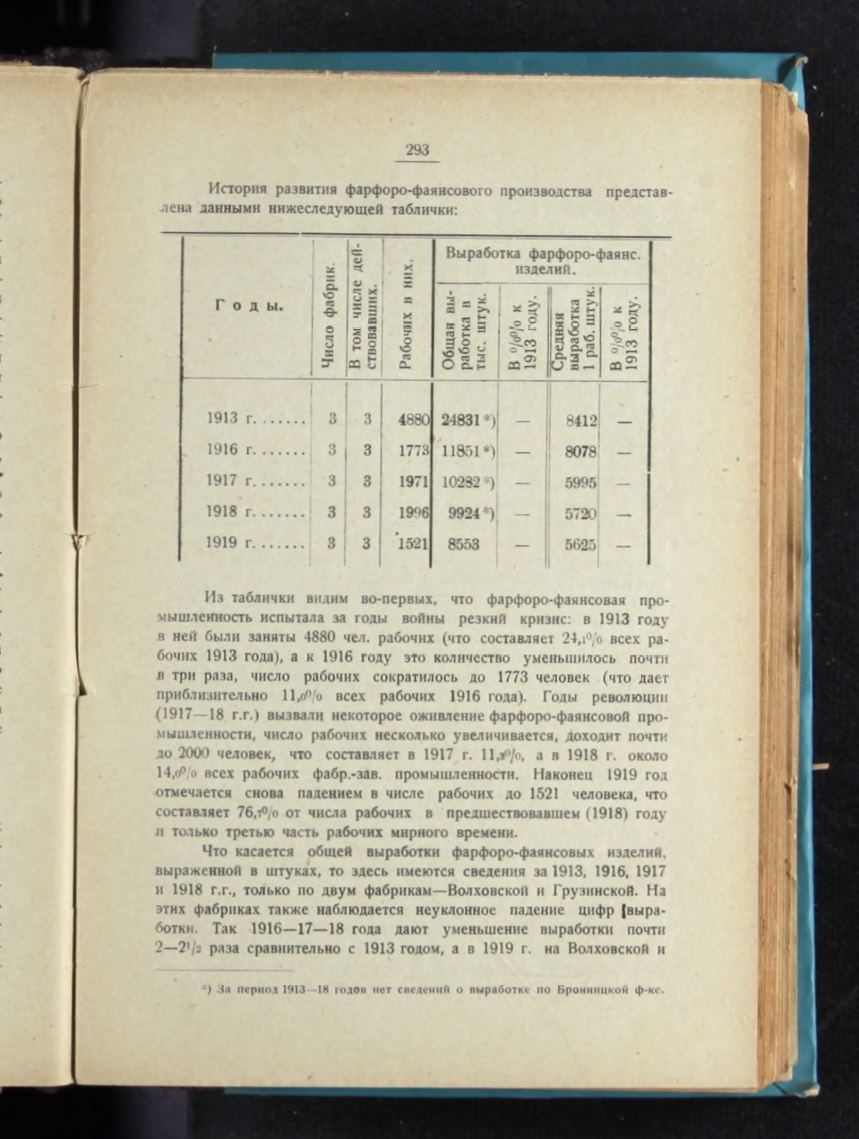 293
История развития фарфоро-фаянсового производства представ-
лена данными нижеследующей таблички:
Годы.
Число фабрик.
В том числе дей-
ствовавших.
Рабочих в них.
Выработка фарфоро-фаянс.
изделий.
Общая вы-
работка в
тыс. штук.
В %% к
1913 году.
Средняя
выработка
1 раб. штук.
В %% к
1913 году.
1913 г. . . . . . . 3 3 4880 24831*) — 8412 —
1916 г. . . . . . . 3 3 1773 11851*) — 8078 —
1917 г. . . . . . . 3 3 1971 10282*) — 5995 —
1918 г. . . . . . . 3 3 1996 9924*) — 5720 —
1919 г. . . . . . . 3 3 1521 8553 — 5625 —
Из таблички видим во-первых, что фарфоро-фаянсовая про-
мышленность испытала за годы войны резкий кризис: в 1913 году
в ней были заняты 4880 чел. рабочих (что составляет 24,1% всех ра-
бочих 1913 года), а к 1916 году это количество уменьшилось почти
в три раза, число рабочих сократилось до 1773 человек (что дает
приблизительно 11,0% всех рабочих 1916 года). Годы революции
(1917—18 г.г.) вызвали некоторое оживление фарфоро-фаянсовой про-
мышленности, число рабочих несколько увеличивается, доходит почти
до 2000 человек, что составляет в 1917 г. а в 1918 г. около
14,0% всех рабочих фабр.-зав. промышленности. Наконец 1919 год
отмечается снова падением в числе рабочих до 1521 человека, что
составляет 76,7% от числа рабочих в предшествовавшем (1918) году
и только третью часть рабочих мирного времени.
Что касается общей выработки фарфоро-фаянсовых изделий,
выраженной в штуках, то здесь имеются сведения за 1913, 1916, 1917
и 1918 г.г., только по двум фабрикам—Волховской и Грузинской. На
этих фабриках также наблюдается неуклонное падение цифр [выра-
ботки. Так 1916—17—18 года дают уменьшение выработки почти
2—2¹/₂ раза сравнительно с 1913 годом, а в 1919 г. на Волховской и
*) За период 1913—18 годов нет сведений о выработке по Бронницкой ф-ке.